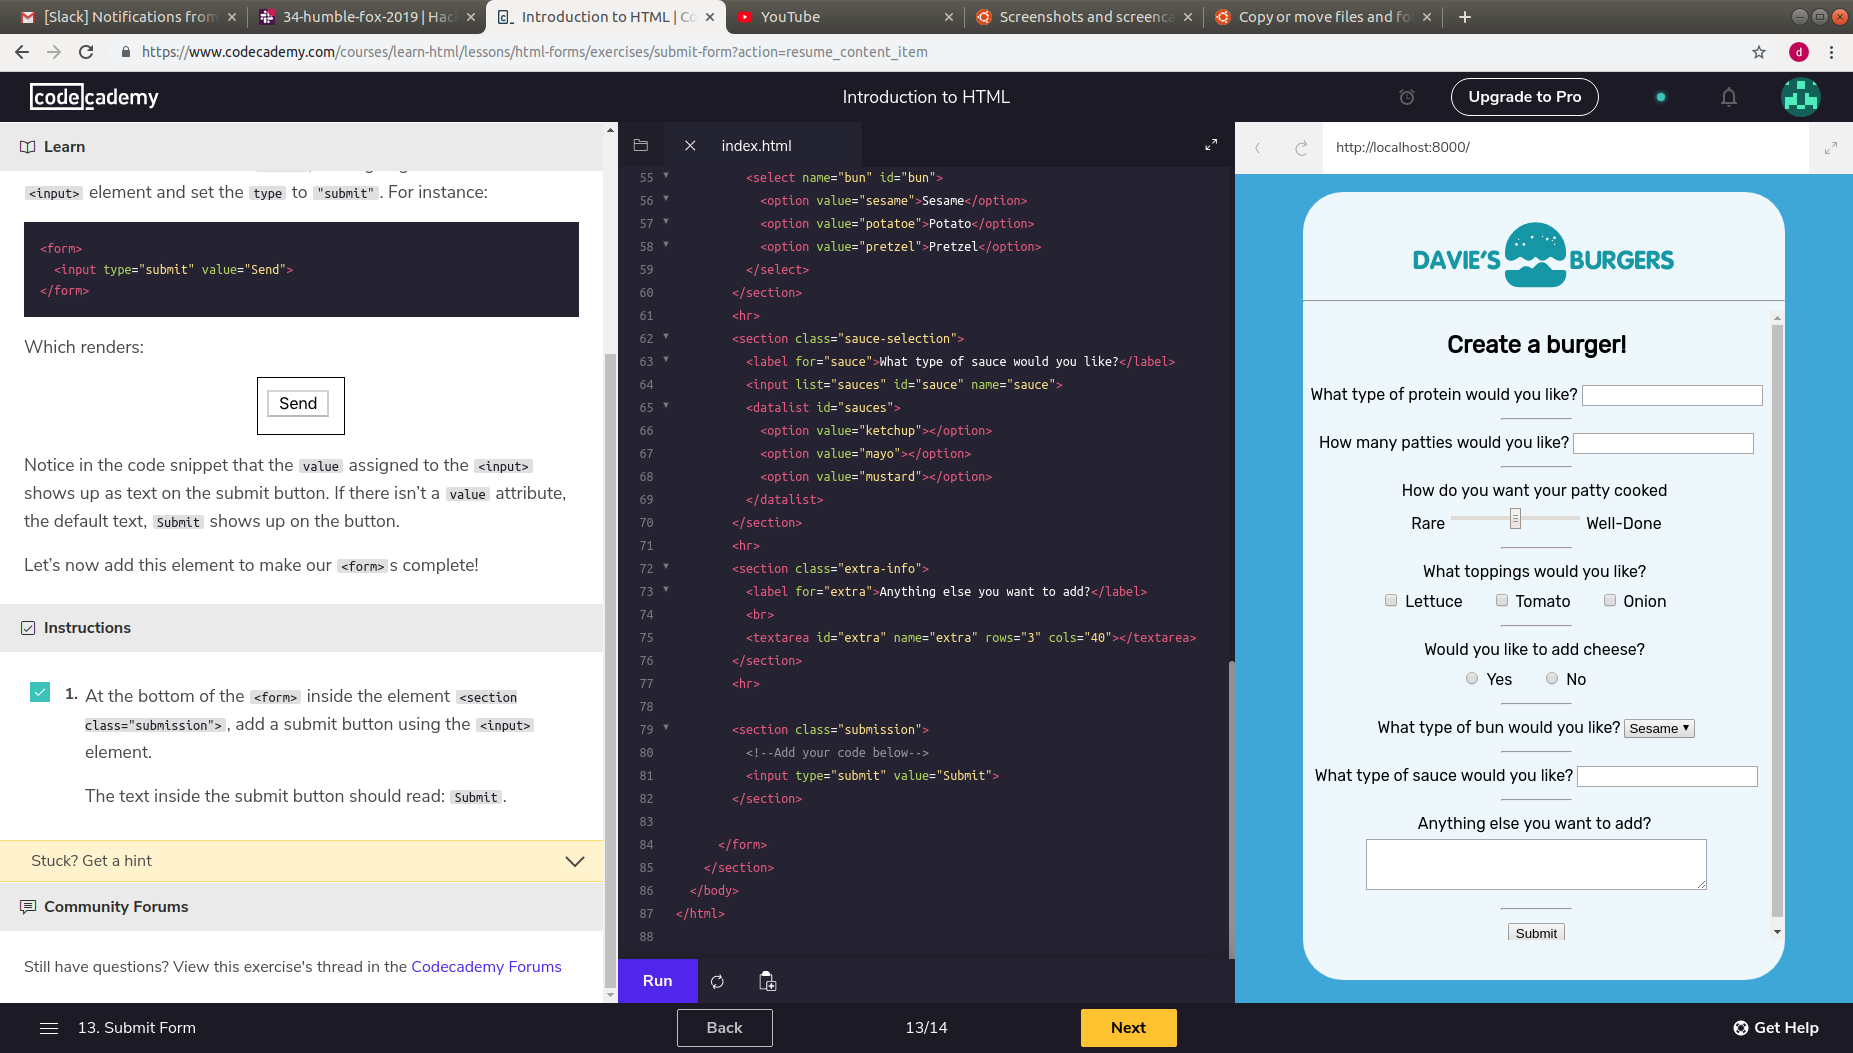 [Slack] Notifications from
34-humble-fox-2019 | Hac
Introduction to HTML | Co
YouTube
Screenshots and screenca
Copy or move files and fol
https://www.codecademy.com/courses/learn-html/lessons/html-forms/exercises/submit-form?action=resume_content_item
d
codecademy
Introduction to HTML
Upgrade to Pro
Learn
<input> element and set the type to "submit". For instance:
<form>
<input type="submit" value="Send">
</form>
Which renders:
Send
Notice in the code snippet that the value assigned to the <input>
shows up as text on the submit button. If there isn’t a value attribute,
the default text, Submit shows up on the button.
Let’s now add this element to make our <form>s complete!
Instructions
1. At the bottom of the <form> inside the element <section
class="submission">, add a submit button using the <input>
element.
The text inside the submit button should read: Submit.
Stuck? Get a hint
Community Forums
Still have questions? View this exercise's thread in the Codecademy Forums
index.html
55 <select name="bun" id="bun">
56 <option value="sesame">Sesame</option>
57 <option value="potatoe">Potato</option>
58 <option value="pretzel">Pretzel</option>
59 </select>
60 </section>
61 <hr>
62 <section class="sauce-selection">
63 <label for="sauce">What type of sauce would you like?</label>
64 <input list="sauces" id="sauce" name="sauce">
65 <datalist id="sauces">
66 <option value="ketchup"></option>
67 <option value="mayo"></option>
68 <option value="mustard"></option>
69 </datalist>
70 </section>
71 <hr>
72 <section class="extra-info">
73 <label for="extra">Anything else you want to add?</label>
74 <br>
75 <textarea id="extra" name="extra" rows="3" cols="40"></textarea>
76 </section>
77 <hr>
78
79 <section class="submission">
80 <!--Add your code below-->
81 <input type="submit" value="Submit">
82 </section>
83
84 </form>
85 </section>
86 </body>
87 </html>
88
Run
http://localhost:8000/
DAVIE'S BURGERS
Create a burger!
What type of protein would you like?
How many patties would you like?
How do you want your patty cooked
Rare Well-Done
What toppings would you like?
Lettuce Tomato Onion
Would you like to add cheese?
Yes No
What type of bun would you like? Sesame
What type of sauce would you like?
Anything else you want to add?
Submit
13. Submit Form
Back
13/14
Next
Get Help